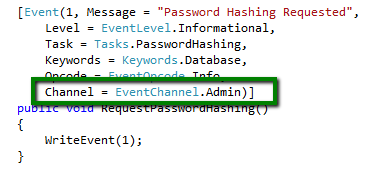 [Event(1, Message = "Password Hashing Requested",
Level = EventLevel.Informational,
Task = Tasks.PasswordHashing,
Keywords = Keywords.Database,
Opcode = EventOpcode.Info,
Channel = EventChannel.Admin)]
public void RequestPasswordHashing()
{
WriteEvent(1);
}